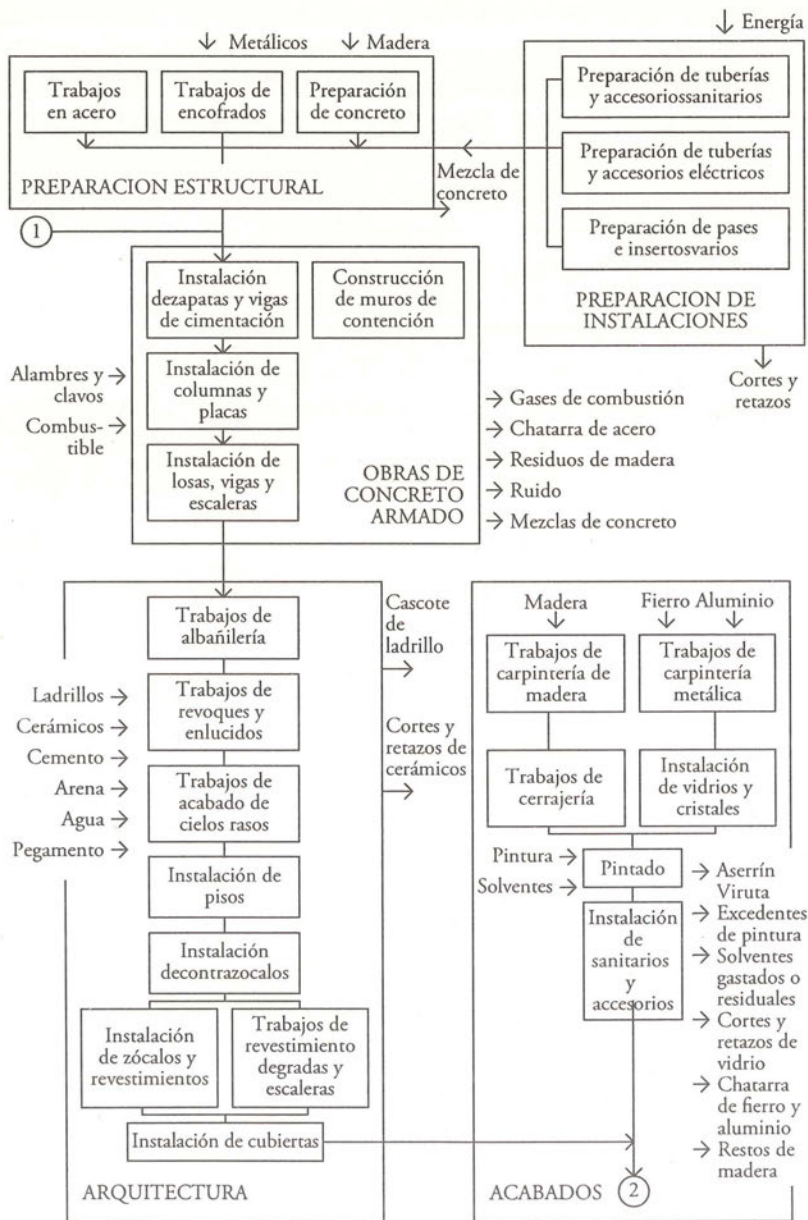 Metálicos
Madera
Energía
Trabajos
en acero
Trabajos de
encofrados
Preparación
de concreto
PREPARACION ESTRUCTURAL
Mezcla de
concreto
Preparación de tuberías
y accesoriossanitarios
Preparación de tuberías
y accesorios eléctricos
Preparación de pases
e insertosvarios
PREPARACION DE
INSTALACIONES
Cortes y
retazos
1
Instalación
dezapatas y vigas
de cimentación
Construcción
de muros de
contención
Alambres y
clavos
Combus-
tible
Instalación de
columnas y
placas
Instalación de
losas, vigas y
escaleras
OBRAS DE
CONCRETO
ARMADO
Gases de combustión
Chatarra de acero
Residuos de madera
Ruido
Mezclas de concreto
Trabajos de
albañilería
Cascote
de
ladrillo
Ladrillos
Cerámicos
Cemento
Arena
Agua
Pegamento
Trabajos de
revoques y
enlucidos
Cortes y
retazos de
cerámicos
Trabajos de
acabado de
cielos rasos
Instalación de
pisos
Instalación
decontrazocalos
Instalación
de zócalos y
revestimientos
Trabajos de
revestimiento
degradas y
escaleras
Instalación de cubiertas
ARQUITECTURA
Madera
Fierro Aluminio
Trabajos de
carpintería de
madera
Trabajos de
carpintería
metálica
Trabajos de
cerrajería
Instalación
de vidrios y
cristales
Pintura
Solventes
Pintado
Instalación
de
sanitarios
y
accesorios
Aserrín
Viruta
Excedentes
de pintura
Solventes
gastados o
residuales
Cortes y
retazos de
vidrio
Chatarra
de fierro y
aluminio
Restos de
madera
ACABADOS
2